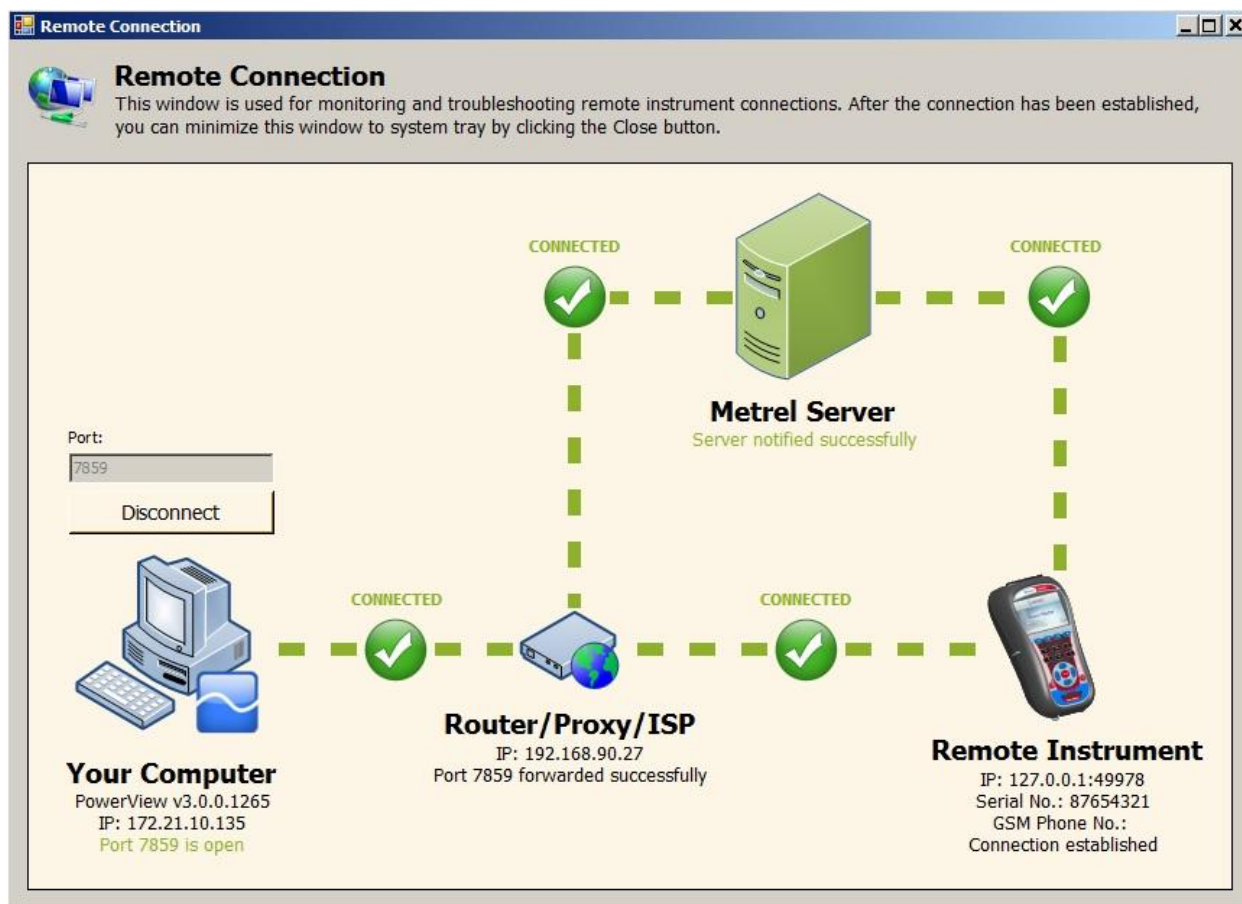 Remote Connection
Remote Connection
This window is used for monitoring and troubleshooting remote instrument connections. After the connection has been established,
you can minimize this window to system tray by clicking the Close button.
CONNECTED
CONNECTED
Metrel Server
Server notified successfully
Port:
7859
Disconnect
CONNECTED
CONNECTED
Router/Proxy/ISP
IP: 192.168.90.27
Port 7859 forwarded successfully
Your Computer
PowerView v3.0.0.1265
IP: 172.21.10.135
Port 7859 is open
Remote Instrument
IP: 127.0.0.1:49978
Serial No.: 87654321
GSM Phone No.:
Connection established